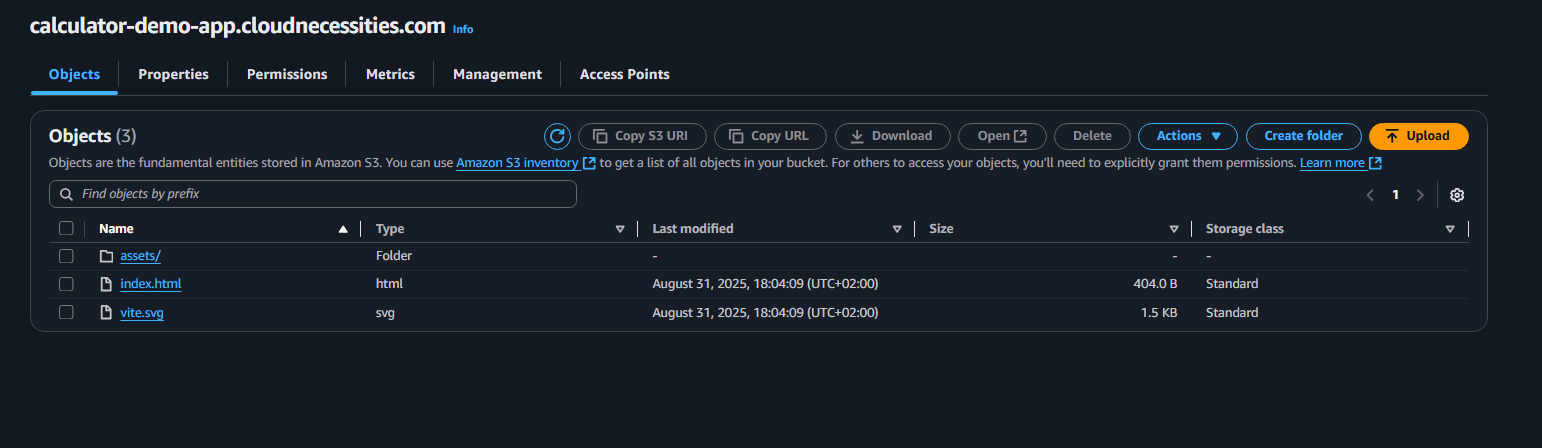 calculator-demo-app.cloudnecessities.com Info
Objects Properties Permissions Metrics Management Access Points
Objects (3) Copy S3 URI Copy URL Download Open Delete Actions Create folder Upload
Objects are the fundamental entities stored in Amazon S3. You can use Amazon S3 inventory to get a list of all objects in your bucket. For others to access your objects, you'll need to explicitly grant them permissions. Learn more
Find objects by prefix 1
Name Type Last modified Size Storage class
assets/ Folder - - -
index.html html August 31, 2025, 18:04:09 (UTC+02:00) 404.0 B Standard
vite.svg svg August 31, 2025, 18:04:09 (UTC+02:00) 1.5 KB Standard